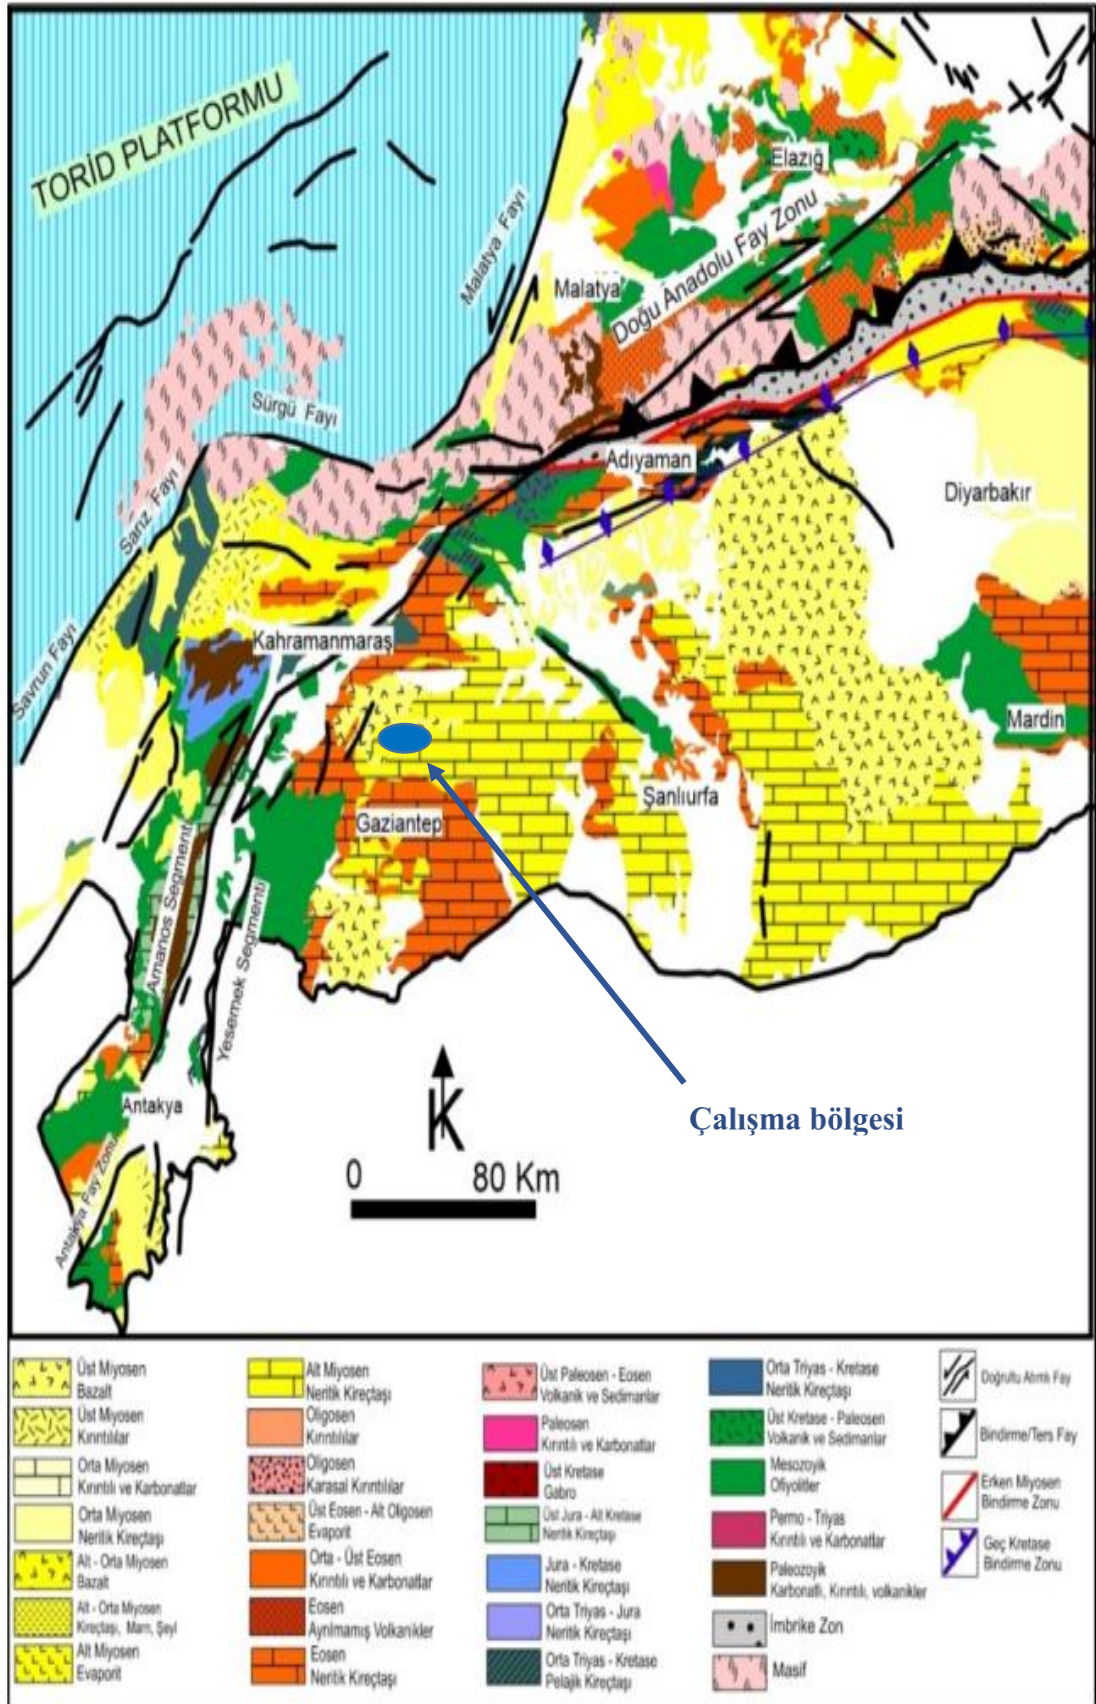 TORİD PLATFORMU
Elazığ
Malatya Fayı
Malatya
Doğu Anadolu Fay Zonu
Sürgü Fayı
Adıyaman
Diyarbakır
Sarız Fayı
Savrun Fayı
Kahramanmaraş
Mardin
Şanlıurfa
Gaziantep
Amanos Segment
Yesemek Segmenti
Antakya
Antakya Fay Zonu
K
Çalışma bölgesi
0 80 Km
Üst Miyosen
Bazalt
Üst Miyosen
Kırıntılılar
Orta Miyosen
Kırıntılı ve Karbonatlar
Orta Miyosen
Neritik Kireçtaşı
Alt - Orta Miyosen
Bazalt
Alt - Orta Miyosen
Kireçtaşı, Marn, Şeyl
Alt Miyosen
Evaporit
Alt Miyosen
Neritik Kireçtaşı
Oligosen
Kırıntılılar
Oligosen
Karasal Kırıntılılar
Üst Eosen - Alt Oligosen
Evaporit
Orta - Üst Eosen
Kırıntılı ve Karbonatlar
Eosen
Ayrılmamış Volkanikler
Eosen
Neritik Kireçtaşı
Üst Paleosen - Eosen
Volkanik ve Sedimanlar
Paleosen
Kırıntılı ve Karbonatlar
Üst Kretase
Gabro
Üst Jura - Alt Kretase
Neritik Kireçtaşı
Jura - Kretase
Neritik Kireçtaşı
Orta Triyas - Jura
Neritik Kireçtaşı
Orta Triyas - Kretase
Pelajik Kireçtaşı
Orta Triyas - Kretase
Neritik Kireçtaşı
Üst Kretase - Paleosen
Volkanik ve Sedimanlar
Mesozoyik
Ofiyolitler
Permo - Triyas
Kırıntılı ve Karbonatlar
Paleozoyik
Karbonatlı, Kırıntılı, volkanikler
İmbrike Zon
Masif
Doğrultu Atımlı Fay
Bindirme/Ters Fay
Erken Miyosen
Bindirme Zonu
Geç Kretase
Bindirme Zonu